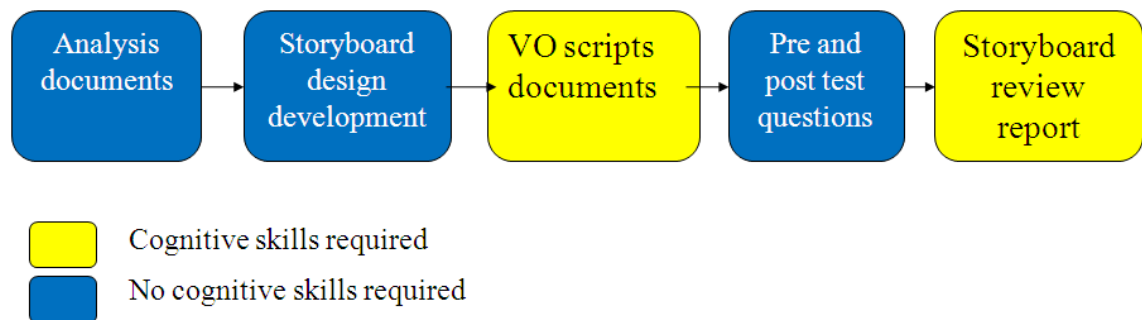 Analysis
documents
Storyboard
design
development
VO scripts
documents
Pre and
post test
questions
Storyboard
review
report
Cognitive skills required
No cognitive skills required